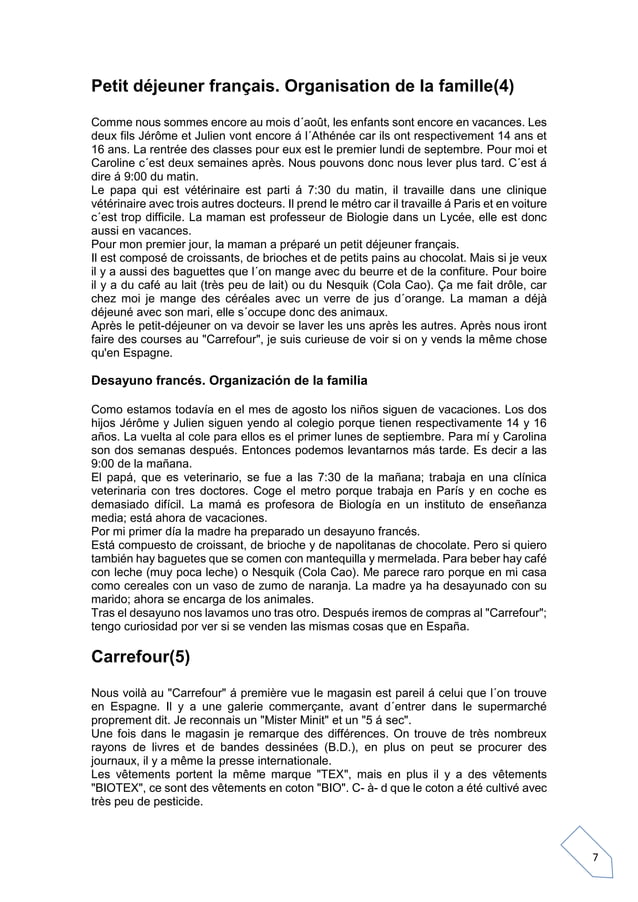 Petit déjeuner français. Organisation de la famille(4)
Comme nous sommes encore au mois d´août, les enfants sont encore en vacances. Les
deux fils Jérôme et Julien vont encore á l´Athénée car ils ont respectivement 14 ans et
16 ans. La rentrée des classes pour eux est le premier lundi de septembre. Pour moi et
Caroline c´est deux semaines après. Nous pouvons donc nous lever plus tard. C´est á
dire á 9:00 du matin.
Le papa qui est vétérinaire est parti á 7:30 du matin, il travaille dans une clinique
vétérinaire avec trois autres docteurs. Il prend le métro car il travaille á Paris et en voiture
c´est trop difficile. La maman est professeur de Biologie dans un Lycée, elle est donc
aussi en vacances.
Pour mon premier jour, la maman a préparé un petit déjeuner français.
Il est composé de croissants, de brioches et de petits pains au chocolat. Mais si je veux
il y a aussi des baguettes que l´on mange avec du beurre et de la confiture. Pour boire
il y a du café au lait (très peu de lait) ou du Nesquik (Cola Cao). Ça me fait drôle, car
chez moi je mange des céréales avec un verre de jus d´orange. La maman a déjà
déjeuné avec son mari, elle s´occupe donc des animaux.
Après le petit-déjeuner on va devoir se laver les uns après les autres. Après nous iront
faire des courses au "Carrefour", je suis curieuse de voir si on y vends la même chose
qu'en Espagne.
Desayuno francés. Organización de la familia
Como estamos todavía en el mes de agosto los niños siguen de vacaciones. Los dos
hijos Jérôme y Julien siguen yendo al colegio porque tienen respectivamente 14 y 16
años. La vuelta al cole para ellos es el primer lunes de septiembre. Para mí y Carolina
son dos semanas después. Entonces podemos levantarnos más tarde. Es decir a las
9:00 de la mañana.
El papá, que es veterinario, se fue a las 7:30 de la mañana; trabaja en una clínica
veterinaria con tres doctores. Coge el metro porque trabaja en París y en coche es
demasiado difícil. La mamá es profesora de Biología en un instituto de enseñanza
media; está ahora de vacaciones.
Por mi primer día la madre ha preparado un desayuno francés.
Está compuesto de croissant, de brioche y de napolitanas de chocolate. Pero si quiero
también hay baguetes que se comen con mantequilla y mermelada. Para beber hay café
con leche (muy poca leche) o Nesquik (Cola Cao). Me parece raro porque en mi casa
como cereales con un vaso de zumo de naranja. La madre ya ha desayunado con su
marido; ahora se encarga de los animales.
Tras el desayuno nos lavamos uno tras otro. Después iremos de compras al "Carrefour";
tengo curiosidad por ver si se venden las mismas cosas que en España.
Carrefour(5)
Nous voilà au "Carrefour" á première vue le magasin est pareil á celui que l´on trouve
en Espagne. Il y a une galerie commerçante, avant d´entrer dans le supermarché
proprement dit. Je reconnais un "Mister Minit" et un "5 á sec".
Une fois dans le magasin je remarque des différences. On trouve de très nombreux
rayons de livres et de bandes dessinées (B.D.), en plus on peut se procurer des
journaux, il y a même la presse internationale.
Les vêtements portent la même marque "TEX", mais en plus il y a des vêtements
"BIOTEX", ce sont des vêtements en coton "BIO". C- à- d que le coton a été cultivé avec
très peu de pesticide.
7